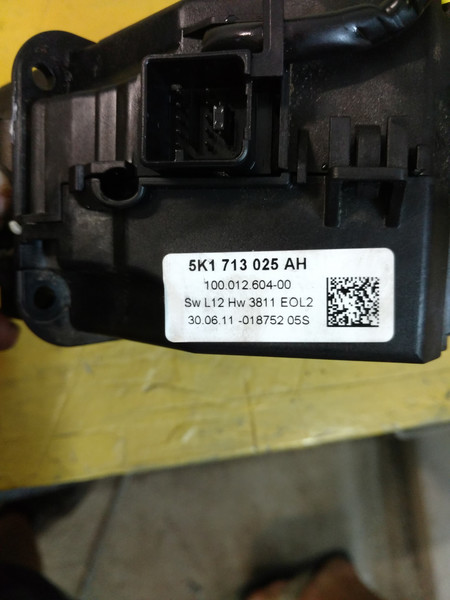 5K1 713 025 AH
100.012.604-00
Sw L12 Hw 3811 EOL2
30.06.11 -018752 05S